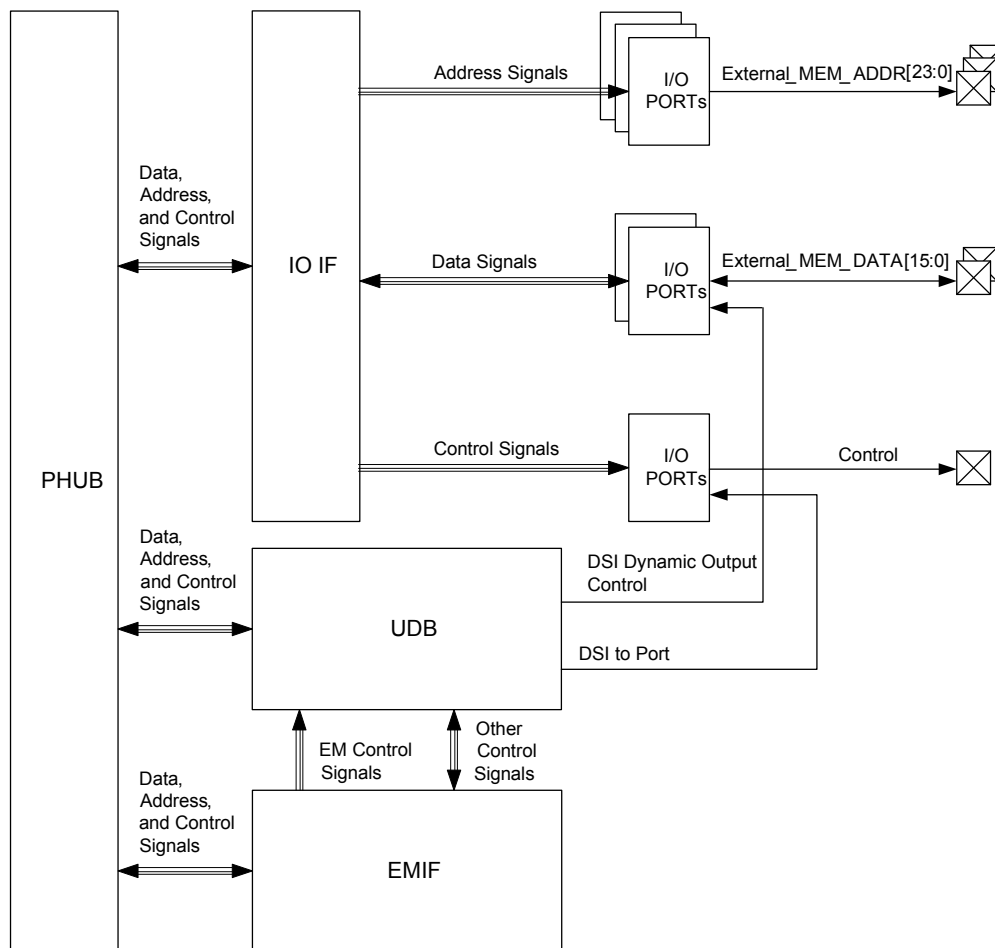 Address Signals
I/O
PORTs
External_MEM_ADDR[23:0]
Data,
Address,
and Control
Signals
IO IF
Data Signals
I/O
PORTs
External_MEM_DATA[15:0]
Control Signals
I/O
PORTs
Control
PHUB
Data,
Address,
and Control
Signals
UDB
DSI Dynamic Output
Control
DSI to Port
EM Control
Signals
Other
Control
Signals
Data,
Address,
and Control
Signals
EMIF